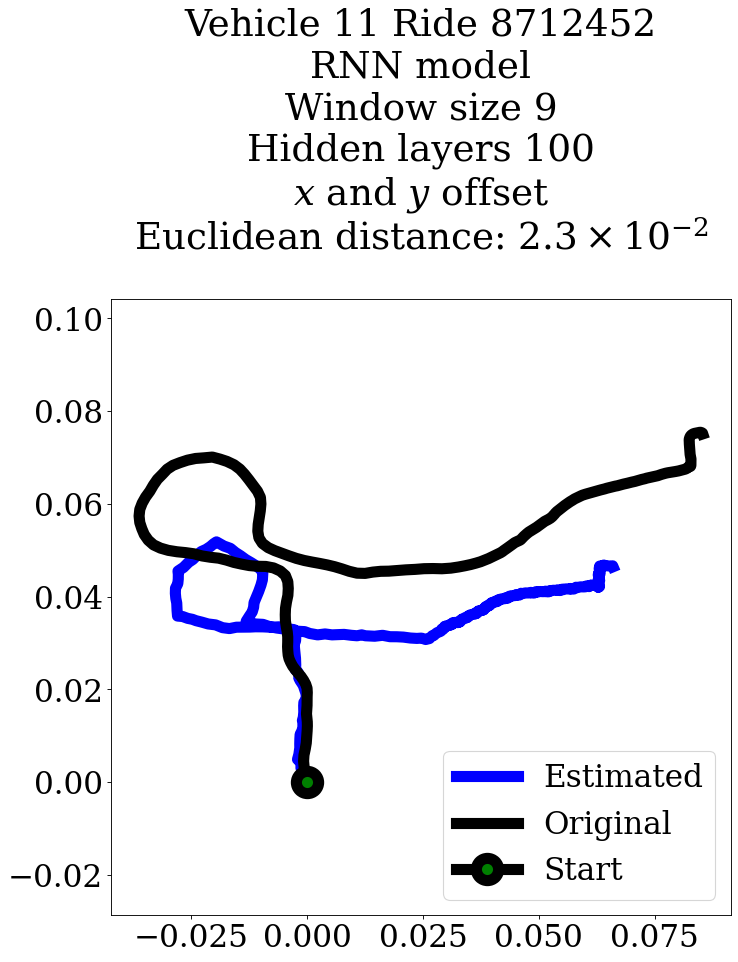 Vehicle 11 Ride 8712452
RNN model
Window size 9
Hidden layers 100
x and y offset
Euclidean distance: 2.3 × 10⁻²
0.10
0.08
0.06
0.04
0.02
0.00
−0.02
Estimated
Original
Start
−0.025 0.000 0.025 0.050 0.075